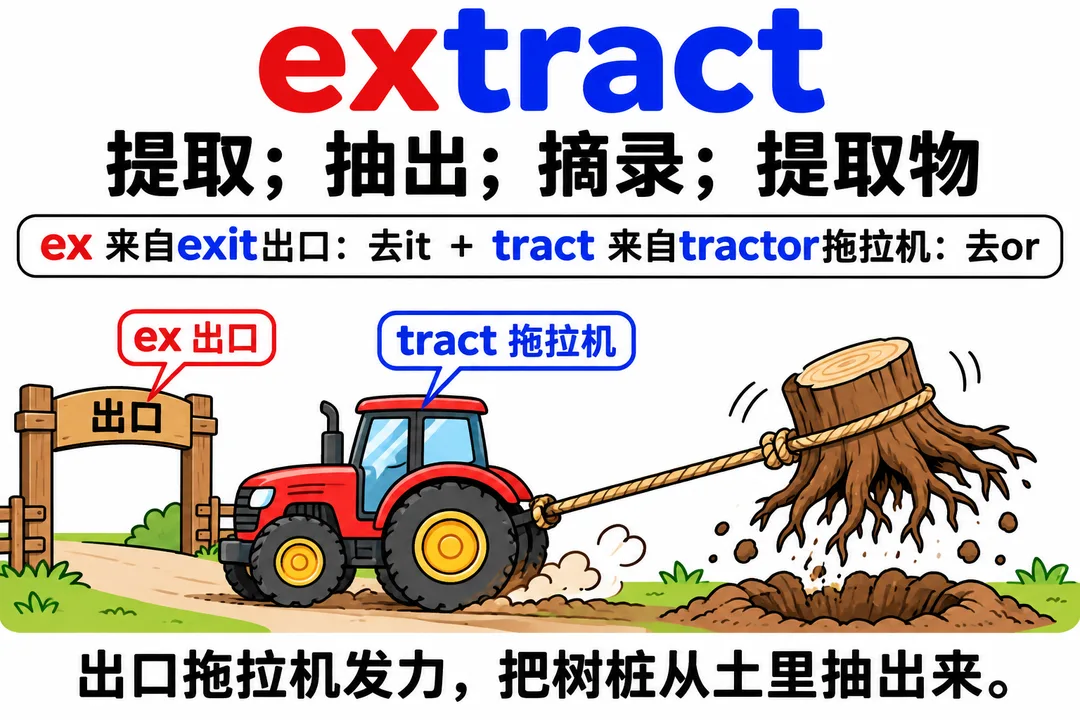 extract
提取；抽出；摘录；提取物
ex 来自exit出口：去it + tract 来自tractor拖拉机：去or
ex 出口
tract 拖拉机
出口
出口拖拉机发力，把树桩从土里抽出来。